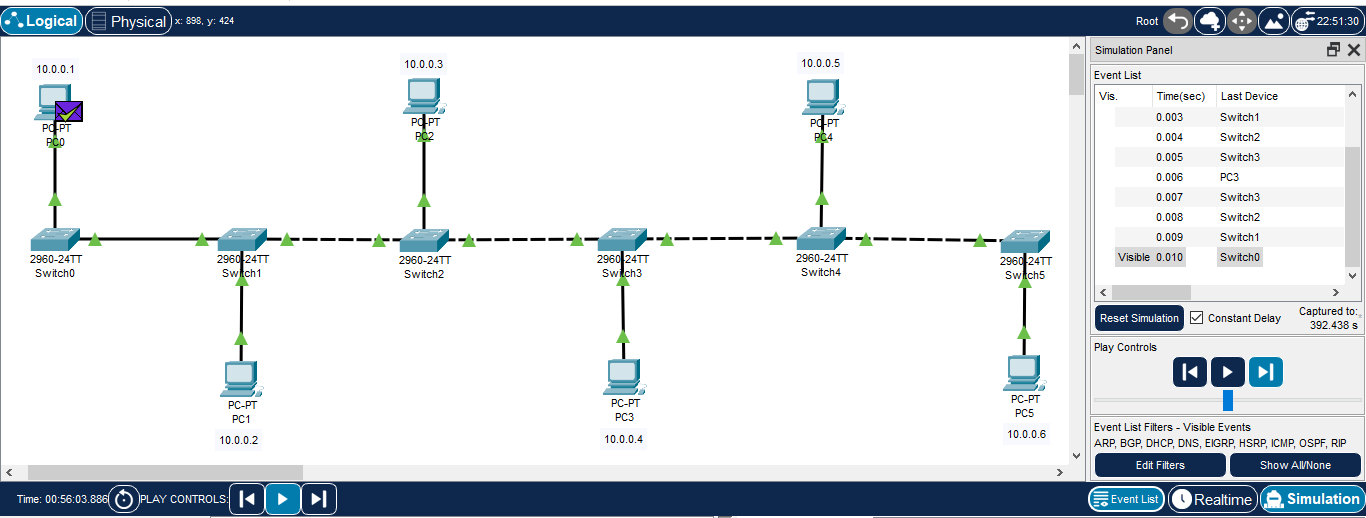 Logical Physical x: 898, y: 424 Root 22:51:30
10.0.0.1
PC-PT
PC0
10.0.0.3
PC-PT
PC2
10.0.0.5
PC-PT
PC4
2960-24TT
Switch0
2960-24TT
Switch1
2960-24TT
Switch2
2960-24TT
Switch3
2960-24TT
Switch4
2960-24TT
Switch5
PC-PT
PC1
10.0.0.2
PC-PT
PC3
10.0.0.4
PC-PT
PC5
10.0.0.6
Simulation Panel
Event List
Vis. Time(sec) Last Device
0.003 Switch1
0.004 Switch2
0.005 Switch3
0.006 PC3
0.007 Switch3
0.008 Switch2
0.009 Switch1
Visible 0.010 Switch0
Reset Simulation Constant Delay Captured to:
392.438 s
Play Controls
Event List Filters - Visible Events
ARP, BGP, DHCP, DNS, EIGRP, HSRP, ICMP, OSPF, RIP
Edit Filters Show All/None
Time: 00:56:03.886 PLAY CONTROLS: Event List Realtime Simulation